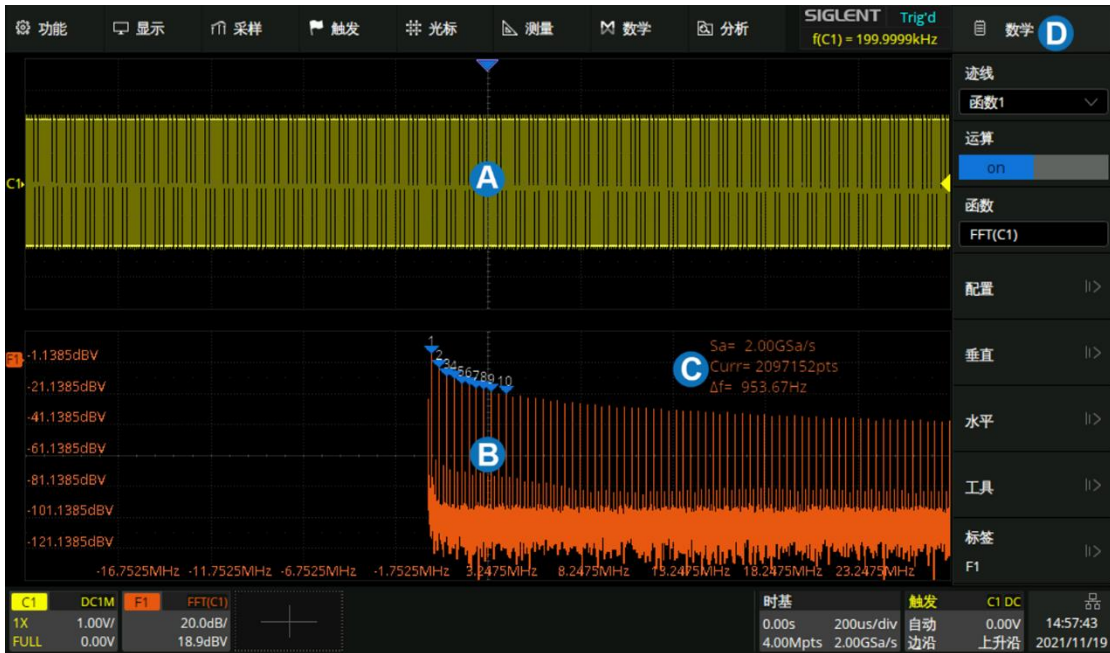 功能 显示 采样 触发 光标 测量 数学 分析 SIGLENT Trig'd
f(C1) = 199.9999kHz
数学 D
迹线
函数1
运算
on
函数
FFT(C1)
配置
垂直
水平
工具
标签
F1
C1
A
F1
-1.1385dBV
-21.1385dBV
-41.1385dBV
-61.1385dBV
-81.1385dBV
-101.1385dBV
-121.1385dBV
1
2 3 4 5 6 7 8 9 10
B
C
Sa= 2.00GSa/s
Curr= 2097152pts
Δf= 953.67Hz
-16.7525MHz -11.7525MHz -6.7525MHz -1.7525MHz 3.2475MHz 8.2475MHz 13.2475MHz 18.2475MHz 23.2475MHz
C1 DC1M
1X 1.00V/
FULL 0.00V
F1 FFT(C1)
20.0dB/
18.9dBV
时基
0.00s 200us/div
4.00Mpts 2.00GSa/s
触发 C1 DC
自动 0.00V
边沿 上升沿
14:57:43
2021/11/19